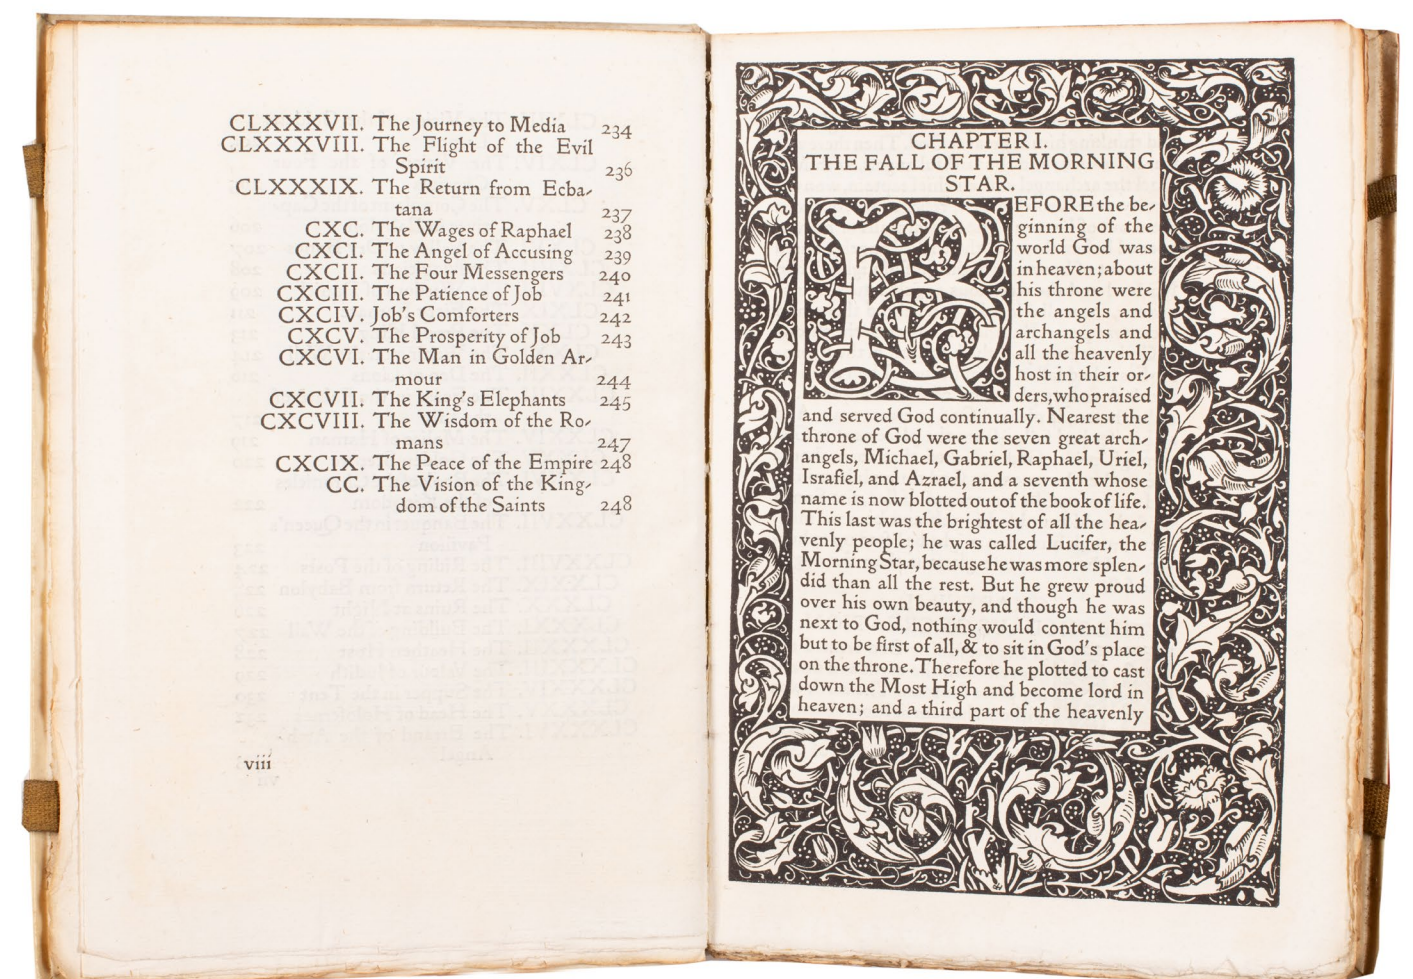 CLXXXVII. The Journey to Media 234
CLXXXVIII. The Flight of the Evil
Spirit 236
CLXXXIX. The Return from Ecba-
tana 237
CXC. The Wages of Raphael 238
CXCI. The Angel of Accusing 239
CXCII. The Four Messengers 240
CXCIII. The Patience of Job 241
CXCIV. Job's Comforters 242
CXCV. The Prosperity of Job 243
CXCVI. The Man in Golden Ar-
mour 244
CXCVII. The King's Elephants 245
CXCVIII. The Wisdom of the Ro-
mans 247
CXCIX. The Peace of the Empire 248
CC. The Vision of the King-
dom of the Saints 248
viii
CHAPTER I.
THE FALL OF THE MORNING
STAR.
BEFORE the be-
ginning of the
world God was
in heaven; about
his throne were
the angels and
archangels and
all the heavenly
host in their or-
ders, who praised
and served God continually. Nearest the
throne of God were the seven great arch-
angels, Michael, Gabriel, Raphael, Uriel,
Israfiel, and Azrael, and a seventh whose
name is now blotted out of the book of life.
This last was the brightest of all the hea-
venly people; he was called Lucifer, the
Morning Star, because he was more splen-
did than all the rest. But he grew proud
over his own beauty, and though he was
next to God, nothing would content him
but to be first of all, & to sit in God's place
on the throne. Therefore he plotted to cast
down the Most High and become lord in
heaven; and a third part of the heavenly